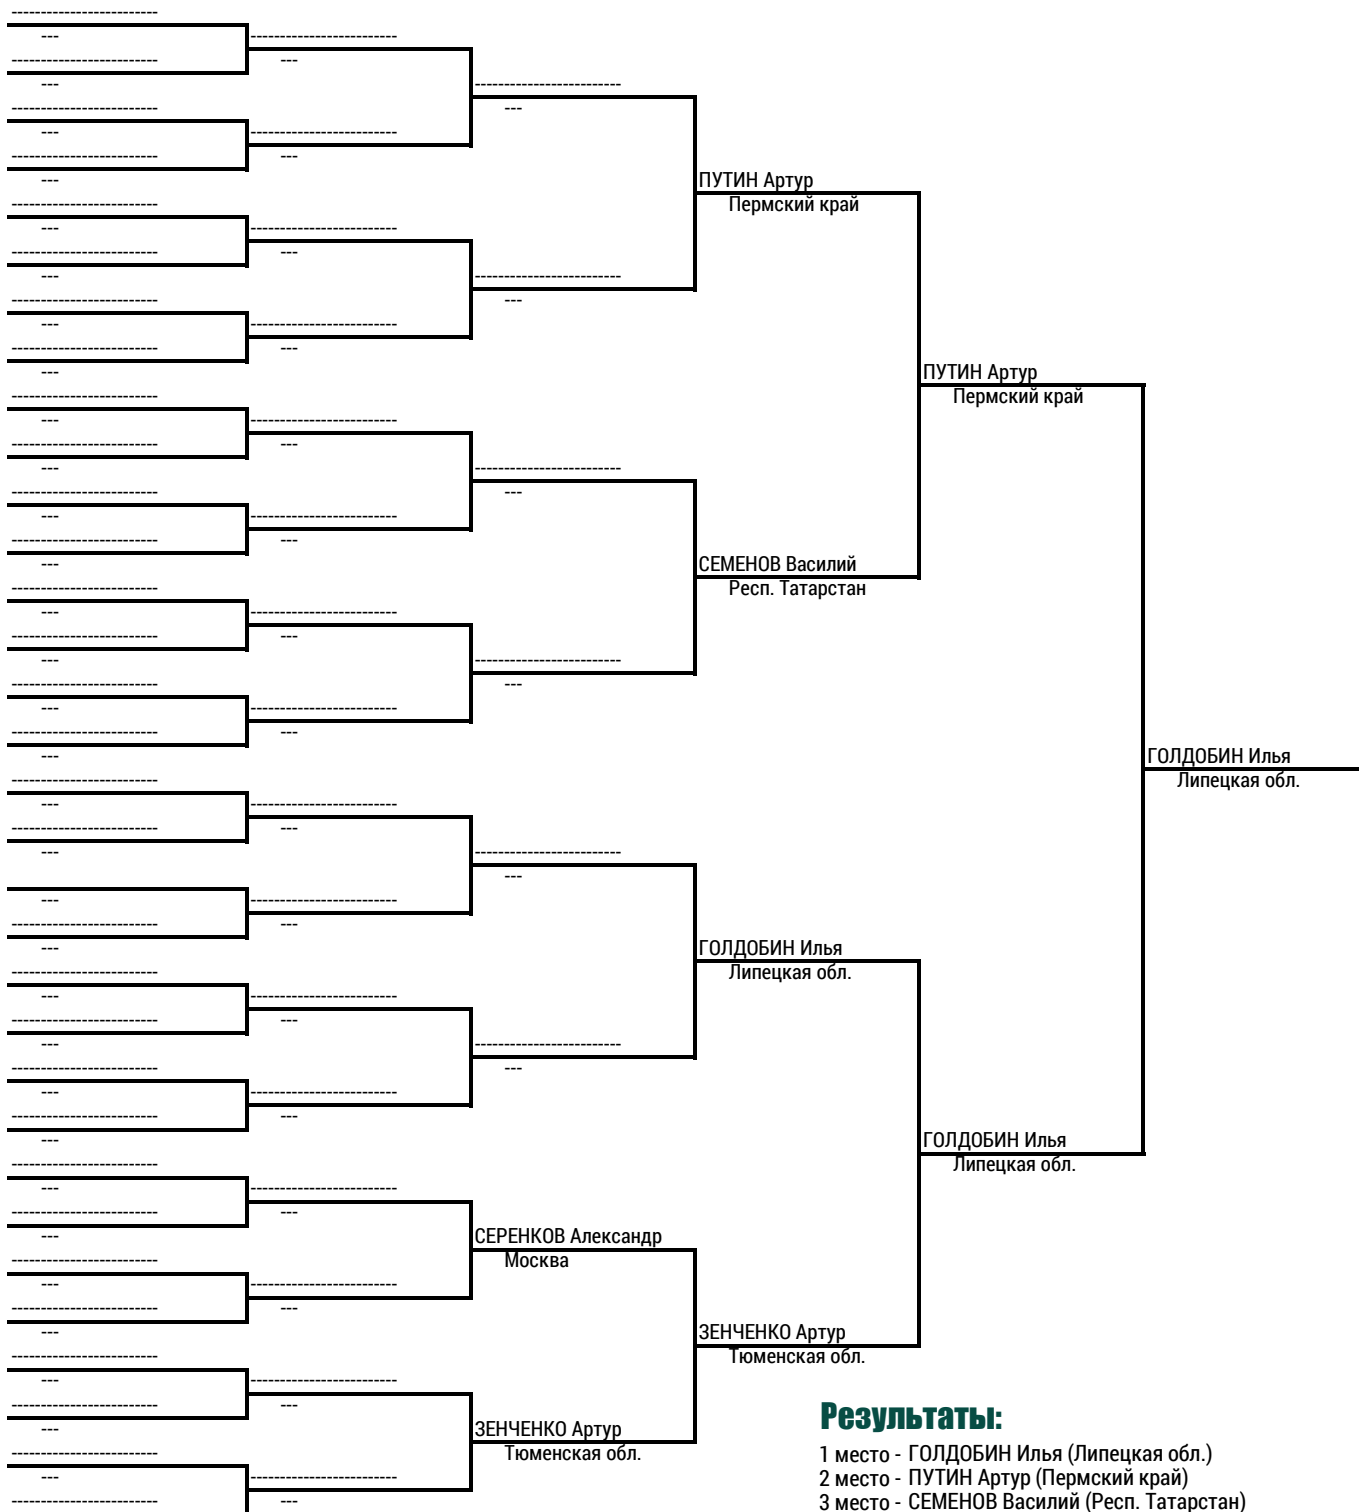 ПУТИН Артур
Пермский край
ПУТИН Артур
Пермский край
СЕМЕНОВ Василий
Респ. Татарстан
ГОЛДОБИН Илья
Липецкая обл.
ГОЛДОБИН Илья
Липецкая обл.
ГОЛДОБИН Илья
Липецкая обл.
СЕРЕНКОВ Александр
Москва
ЗЕНЧЕНКО Артур
Тюменская обл.
ЗЕНЧЕНКО Артур
Тюменская обл.
Результаты:
1 место - ГОЛДОБИН Илья (Липецкая обл.)
2 место - ПУТИН Артур (Пермский край)
3 место - СЕМЕНОВ Василий (Респ. Татарстан)